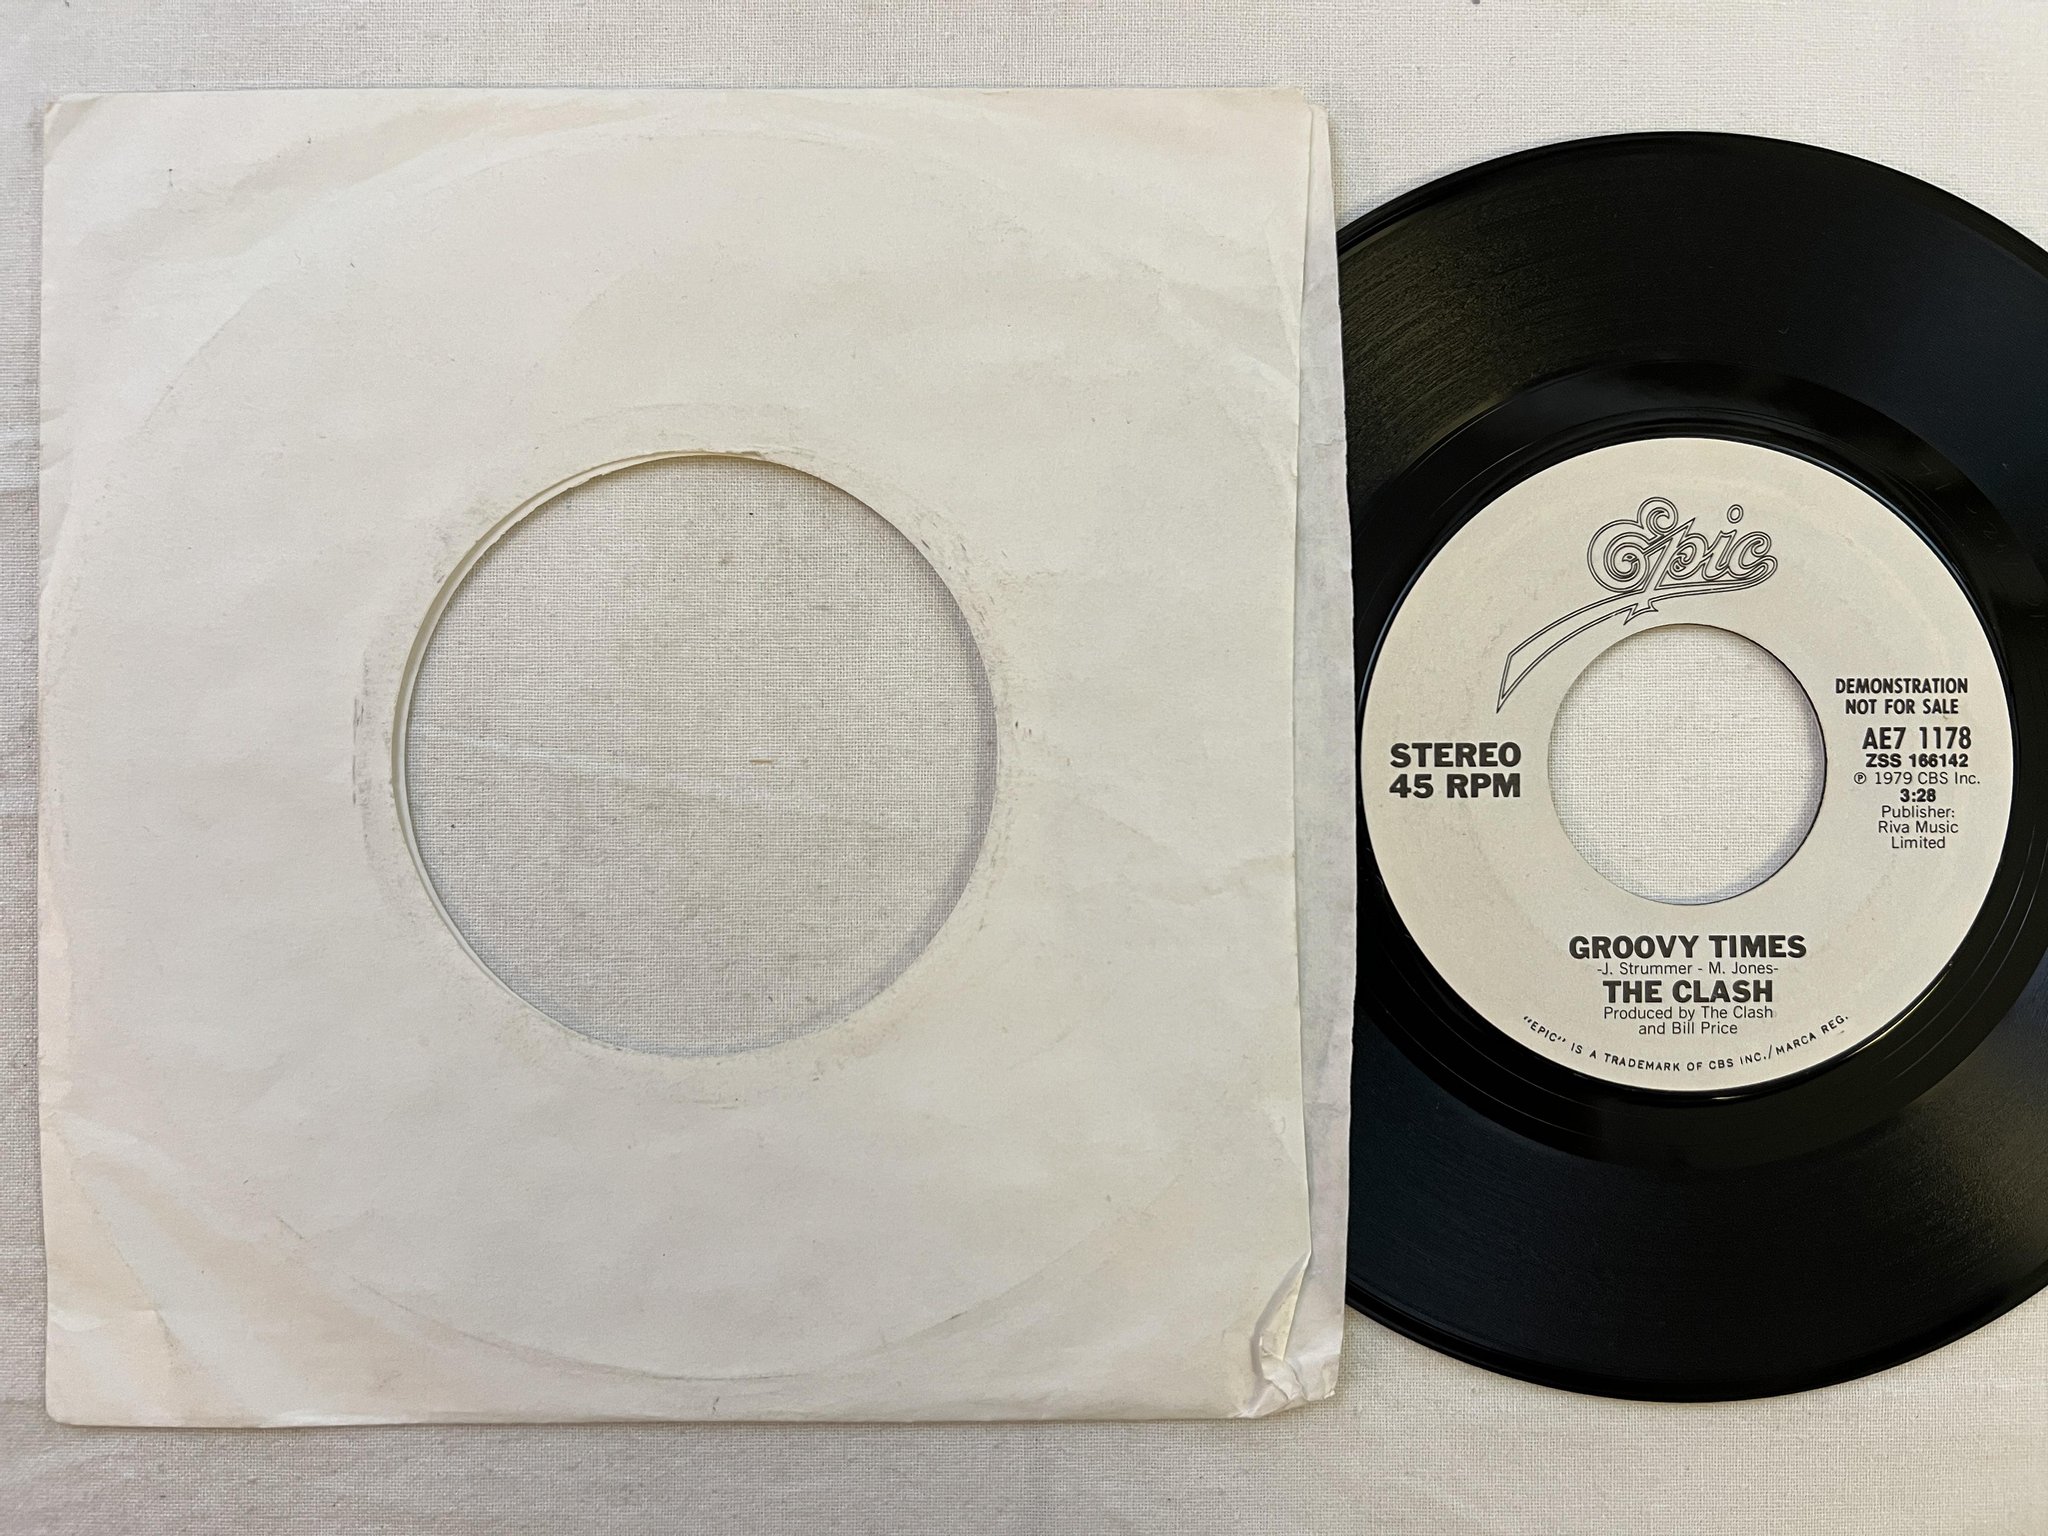 Epic
DEMONSTRATION
NOT FOR SALE
AE7 1178
ZSS 166142
℗ 1979 CBS Inc.
3:28
Publisher:
Riva Music
Limited
STEREO
45 RPM
GROOVY TIMES
-J. Strummer - M. Jones-
THE CLASH
Produced by The Clash
and Bill Price
"EPIC" IS A TRADEMARK OF CBS INC./MARCA REG.